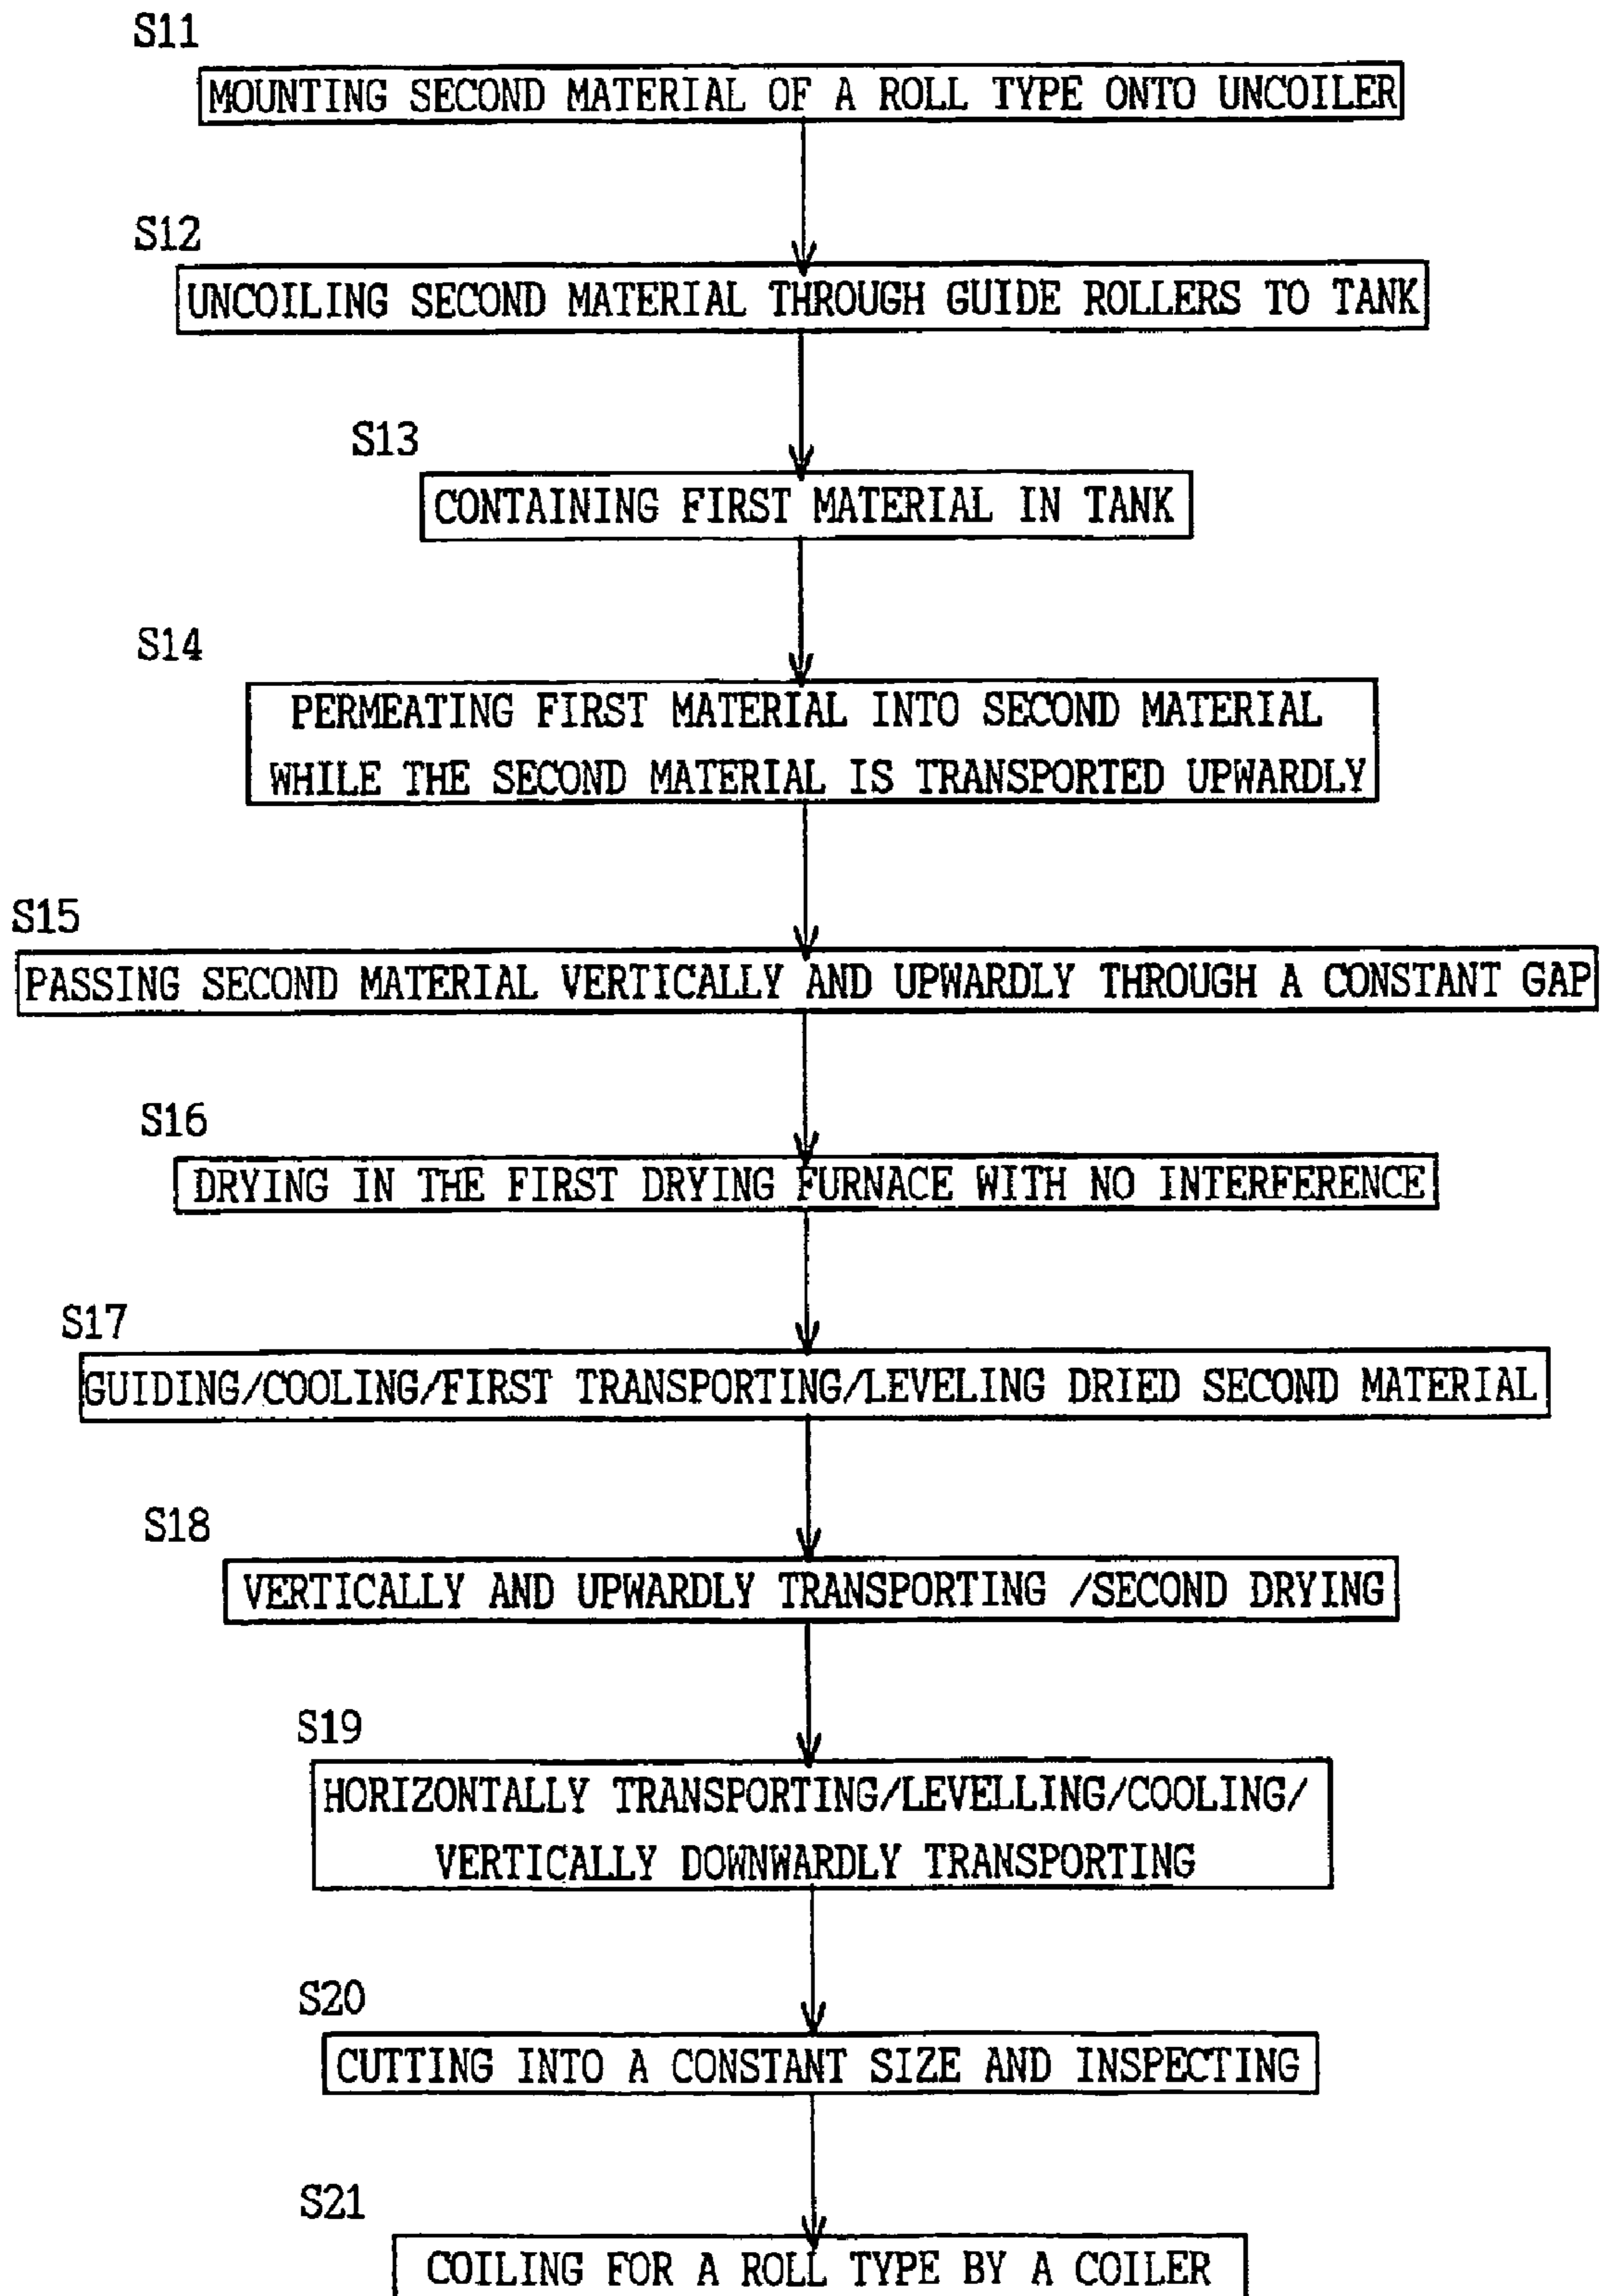 S11
MOUNTING SECOND MATERIAL OF A ROLL TYPE ONTO UNCOILER
S12
UNCOILING SECOND MATERIAL THROUGH GUIDE ROLLERS TO TANK
S13
CONTAINING FIRST MATERIAL IN TANK
S14
PERMEATING FIRST MATERIAL INTO SECOND MATERIAL
WHILE THE SECOND MATERIAL IS TRANSPORTED UPWARDLY
S15
PASSING SECOND MATERIAL VERTICALLY AND UPWARDLY THROUGH A CONSTANT GAP
S16
DRYING IN THE FIRST DRYING FURNACE WITH NO INTERFERENCE
S17
GUIDING/COOLING/FIRST TRANSPORTING/LEVELING DRIED SECOND MATERIAL
S18
VERTICALLY AND UPWARDLY TRANSPORTING /SECOND DRYING
S19
HORIZONTALLY TRANSPORTING/LEVELLING/COOLING/
VERTICALLY DOWNWARDLY TRANSPORTING
S20
CUTTING INTO A CONSTANT SIZE AND INSPECTING
S21
COILING FOR A ROLL TYPE BY A COILER